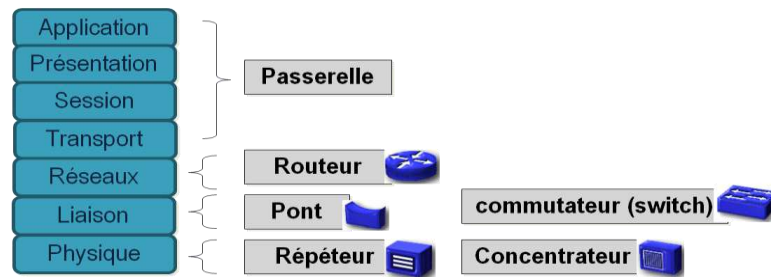 Application
Présentation
Session
Transport
Réseaux
Liaison
Physique
Passerelle
Routeur
Pont
commutateur (switch)
Répéteur
Concentrateur